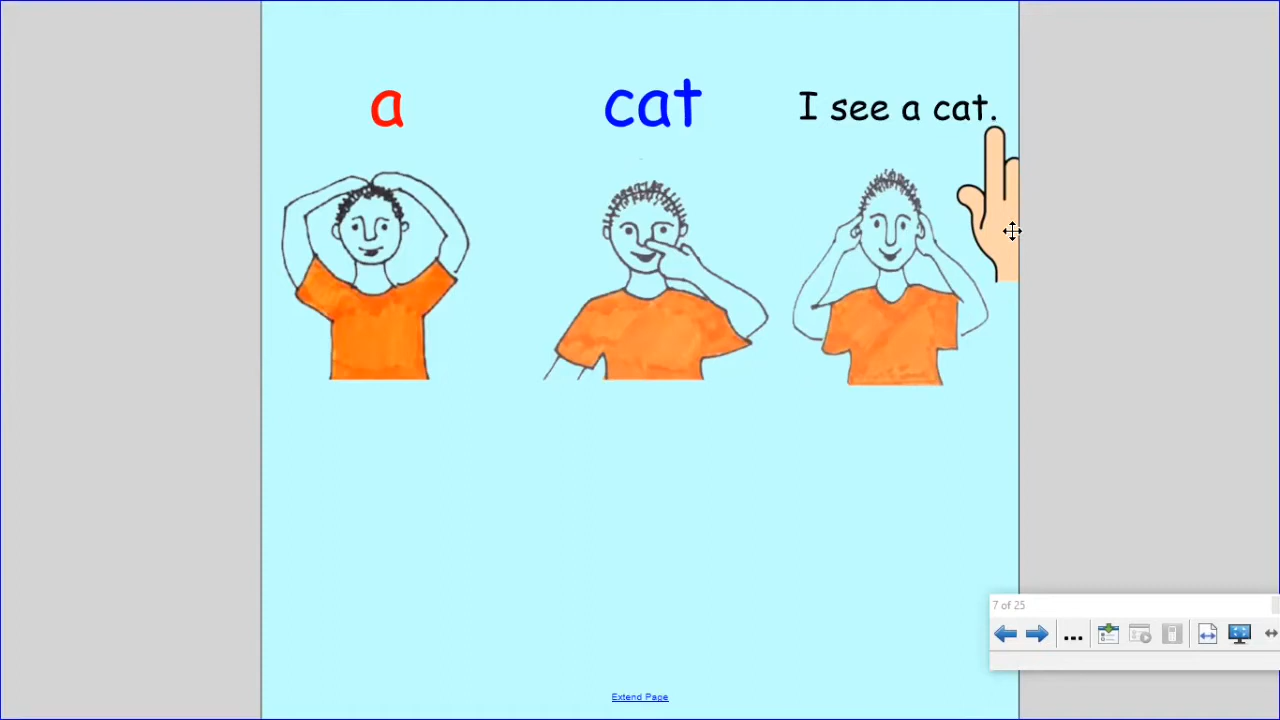 a
cat
I see a cat.
7 of 25
...
Extend Page